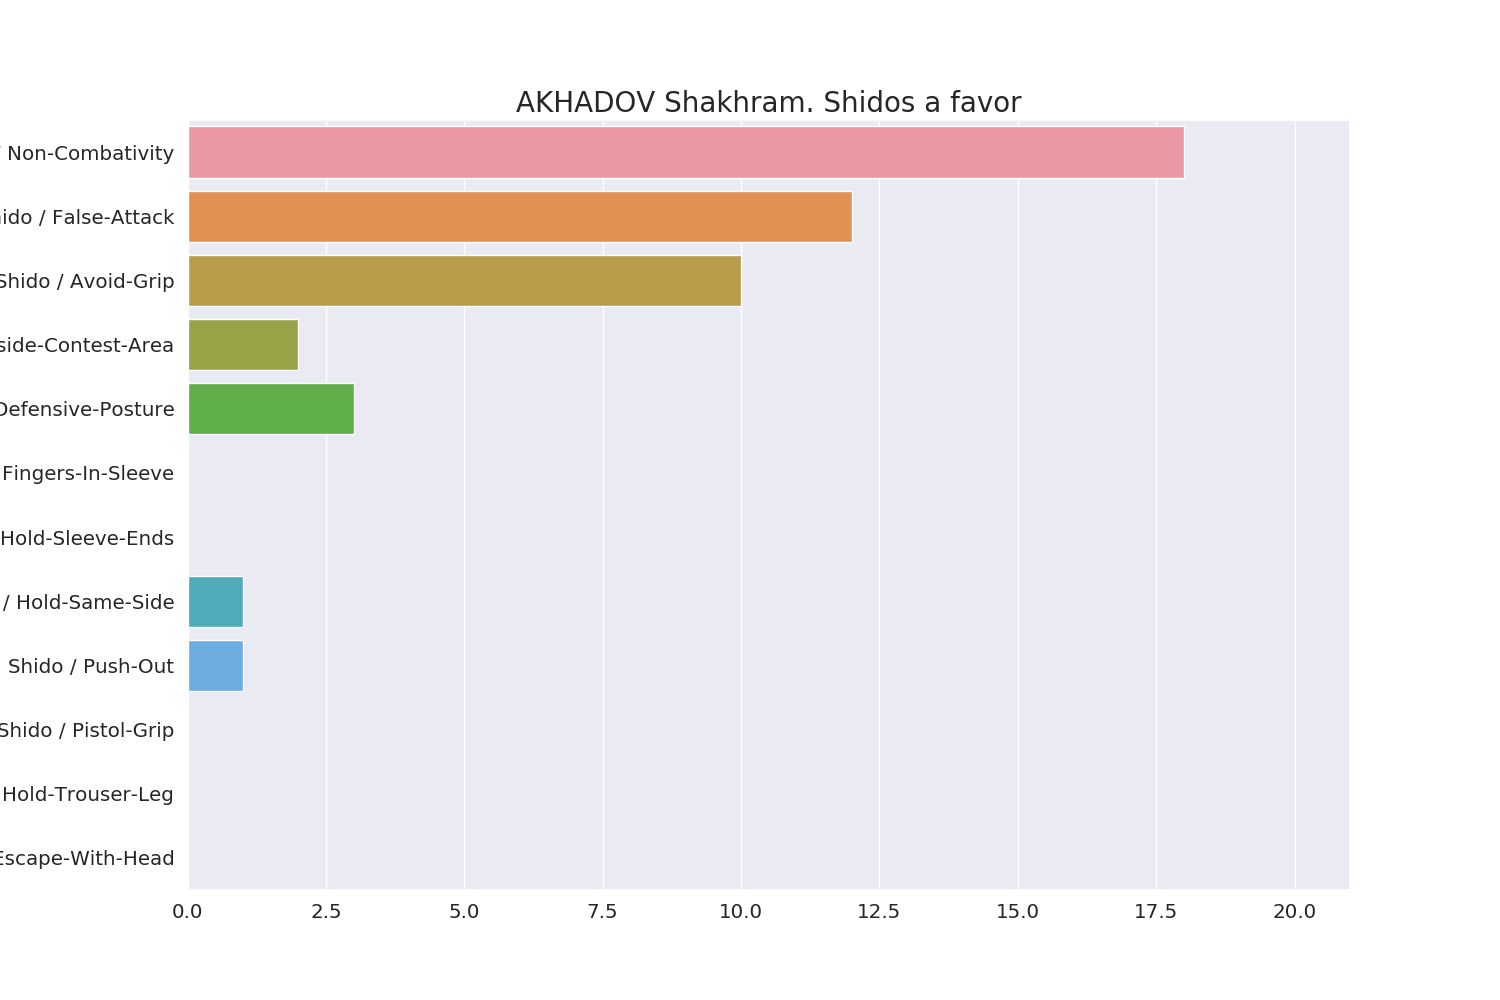 AKHADOV Shakhram. Shidos a favor
/ Non-Combativity
/ False-Attack
Shido / Avoid-Grip
side-Contest-Area
Defensive-Posture
Fingers-In-Sleeve
Hold-Sleeve-Ends
/ Hold-Same-Side
Shido / Push-Out
Shido / Pistol-Grip
Hold-Trouser-Leg
Escape-With-Head
0.0 2.5 5.0 7.5 10.0 12.5 15.0 17.5 20.0